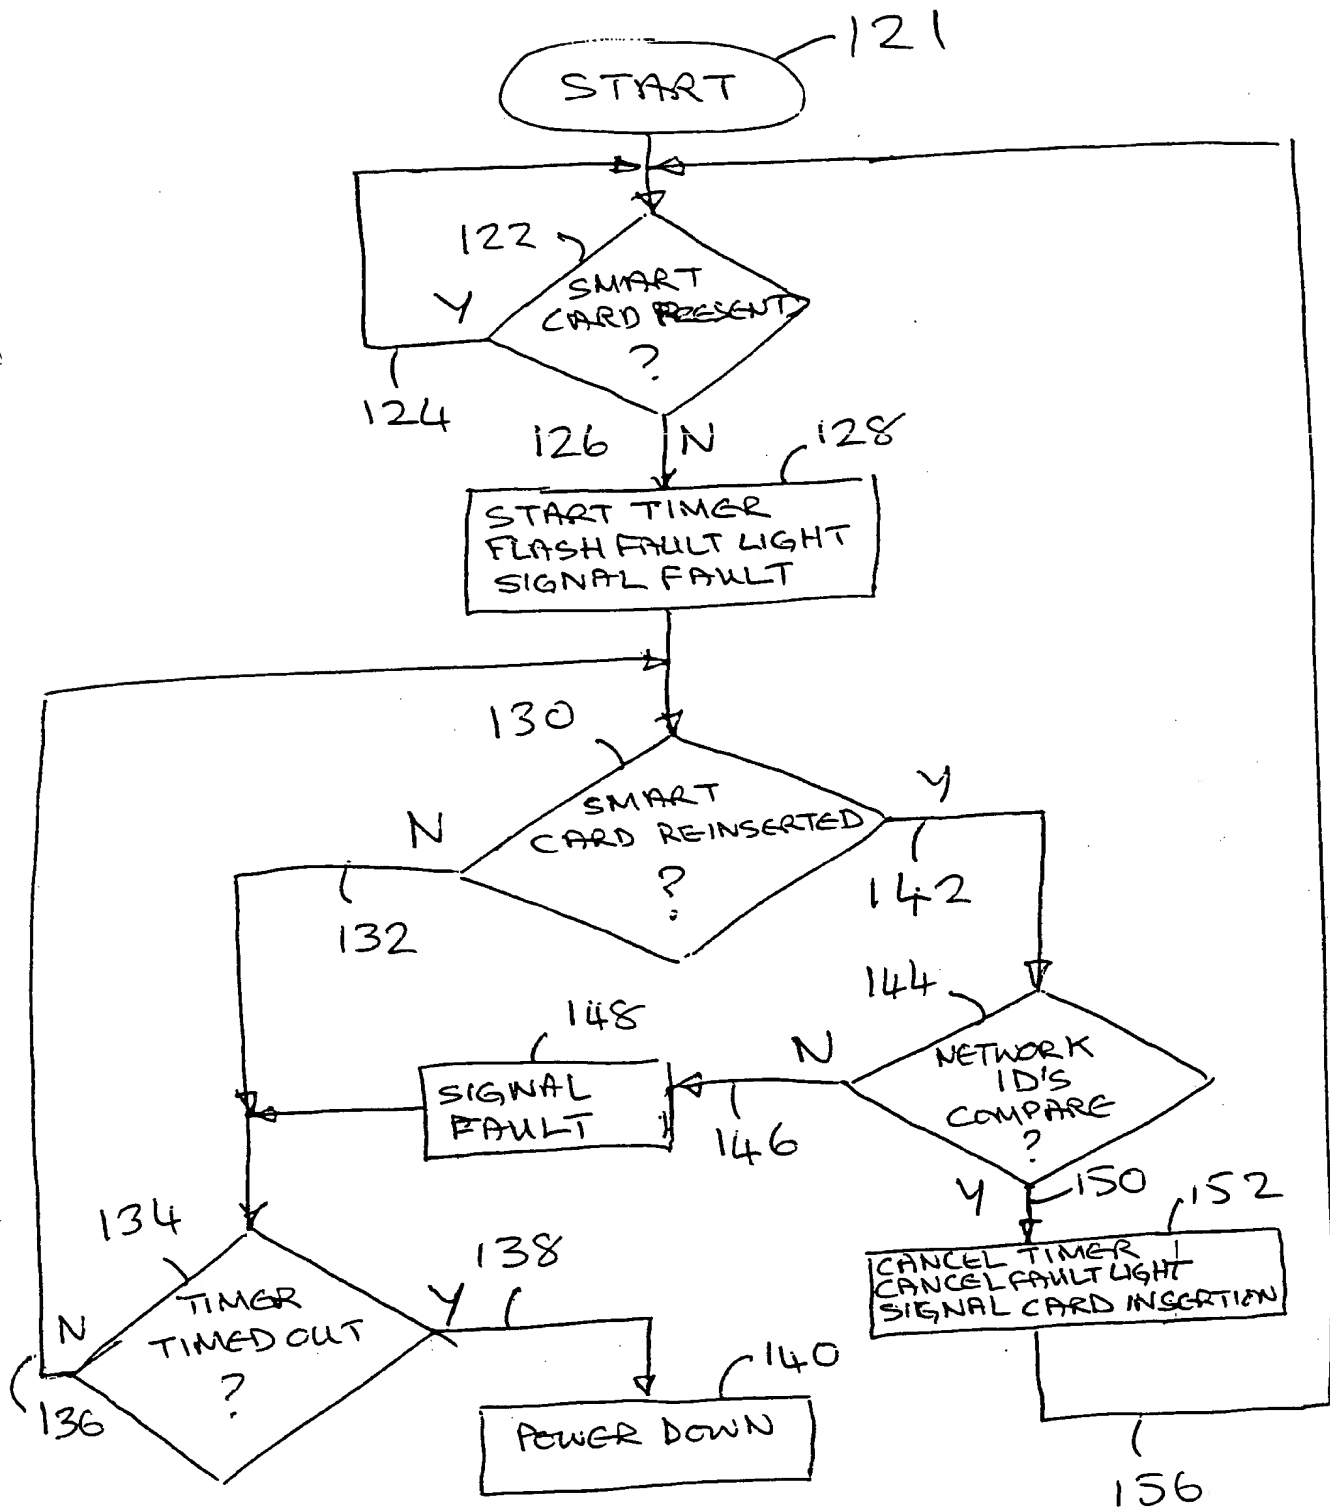 121
START
122
SMART
CARD PRESENT
?
Y
124
126
N
128
START TIMER
FLASH FAULT LIGHT
SIGNAL FAULT
130
SMART
CARD REINSERTED
?
N
Y
132
142
144
148
N
NETWORK
ID'S
COMPARE
?
SIGNAL
FAULT
146
Y
150
152
134
138
CANCEL TIMER
CANCEL FAULT LIGHT
SIGNAL CARD INSERTION
TIMER
TIMED OUT
?
N
Y
136
140
POWER DOWN
156